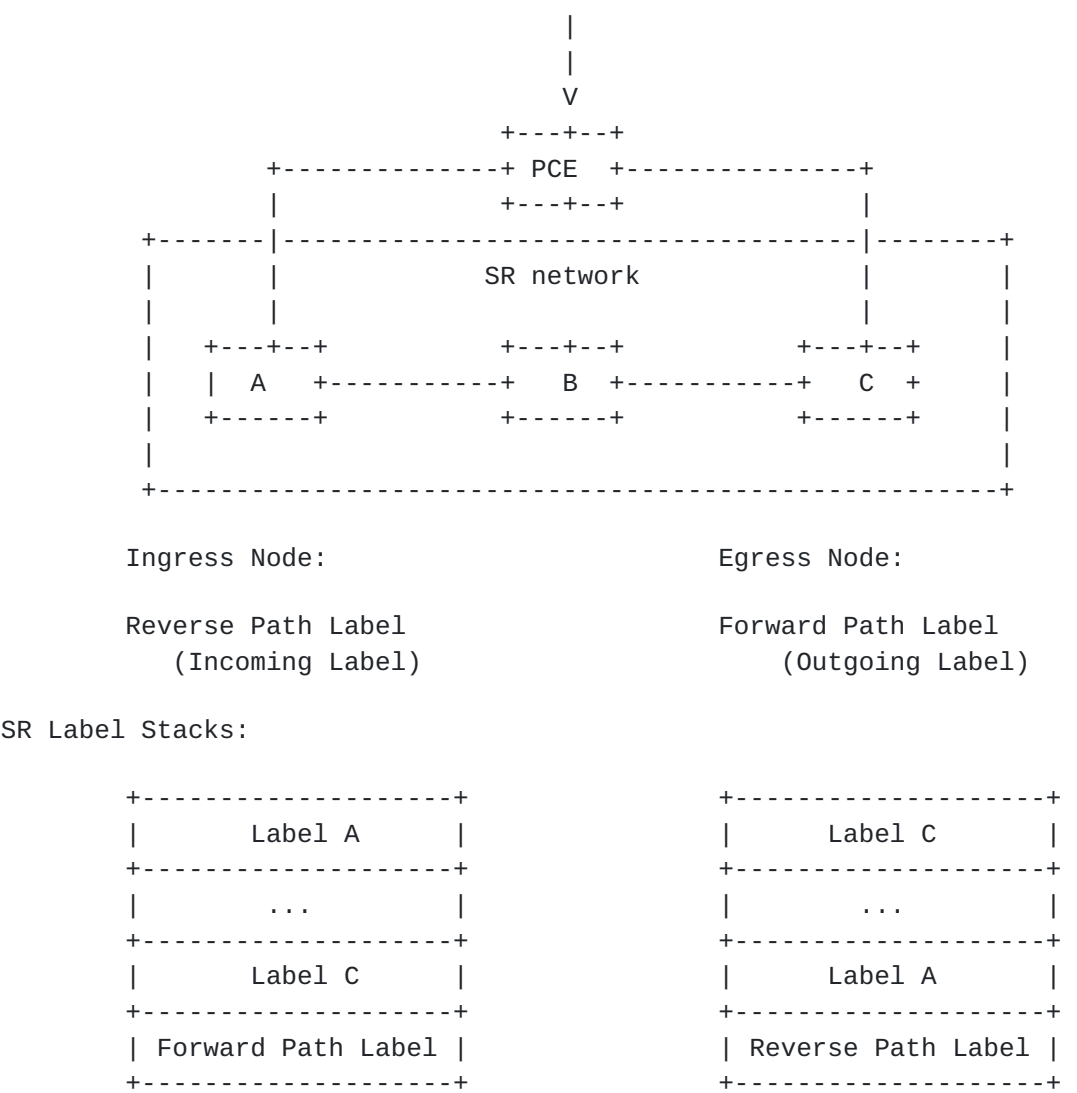 PCE
SR network
A B C
Ingress Node: Egress Node:
Reverse Path Label Forward Path Label
(Incoming Label) (Outgoing Label)
SR Label Stacks:
Label A Label C
... ...
Label C Label A
Forward Path Label Reverse Path Label